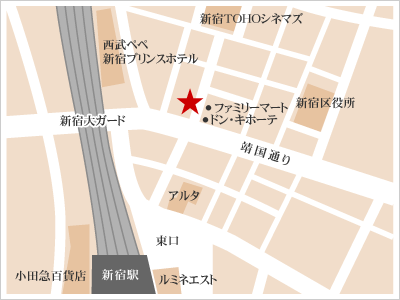 新宿TOHOシネマズ
西武ペペ
新宿プリンスホテル
ファミリーマート
ドン・キホーテ
新宿区役所
新宿大ガード
靖国通り
アルタ
東口
小田急百貨店
新宿駅
ルミネエスト